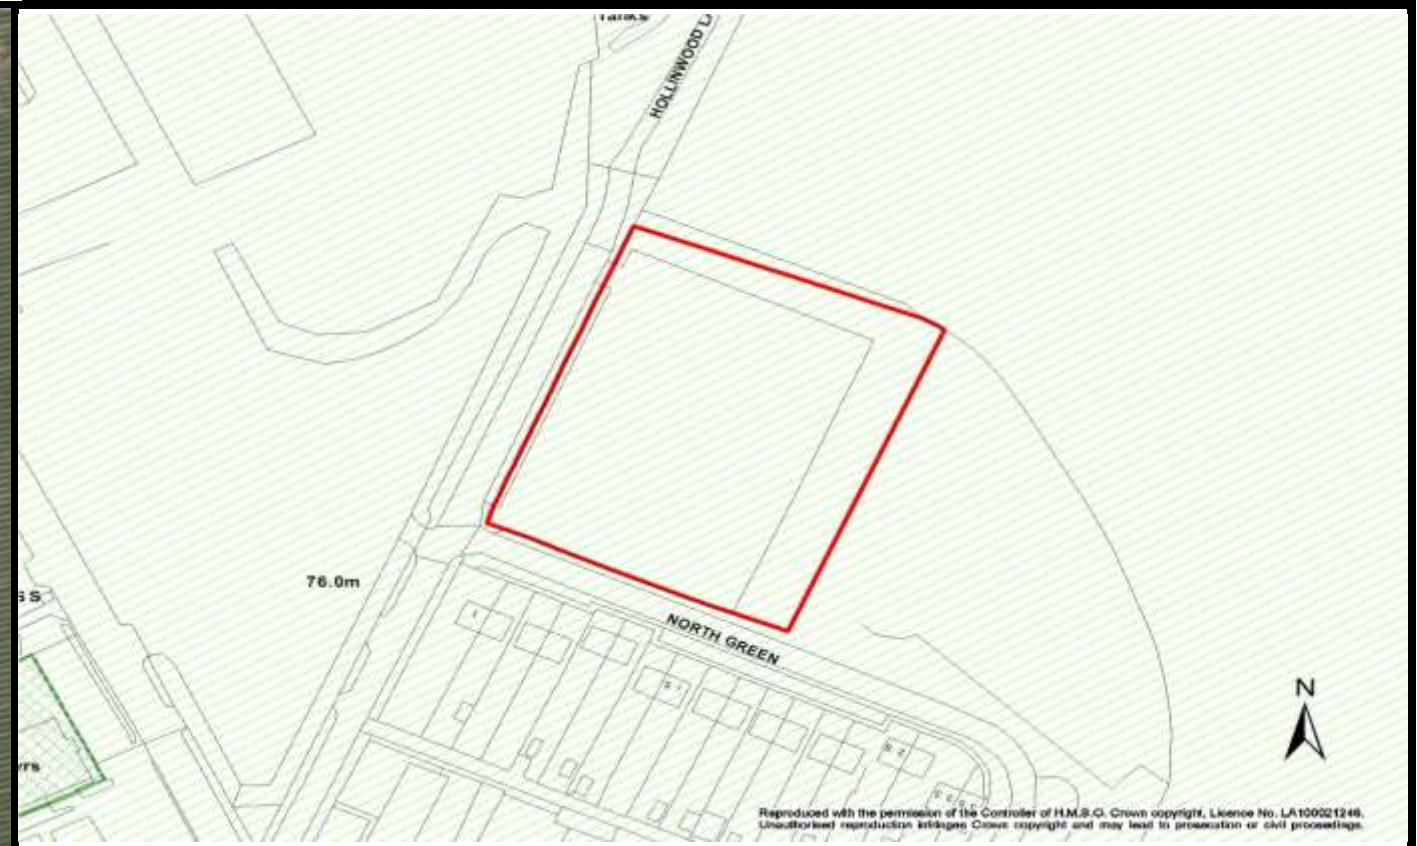 HOLLINWOOD L
76.0m
NORTH GREEN
N
Reproduced with the permission of the Controller of H.M.S.O. Crown copyright, Licence No. LA100021246.
Unauthorised reproduction infringes Crown copyright and may lead to prosecution or civil proceedings.